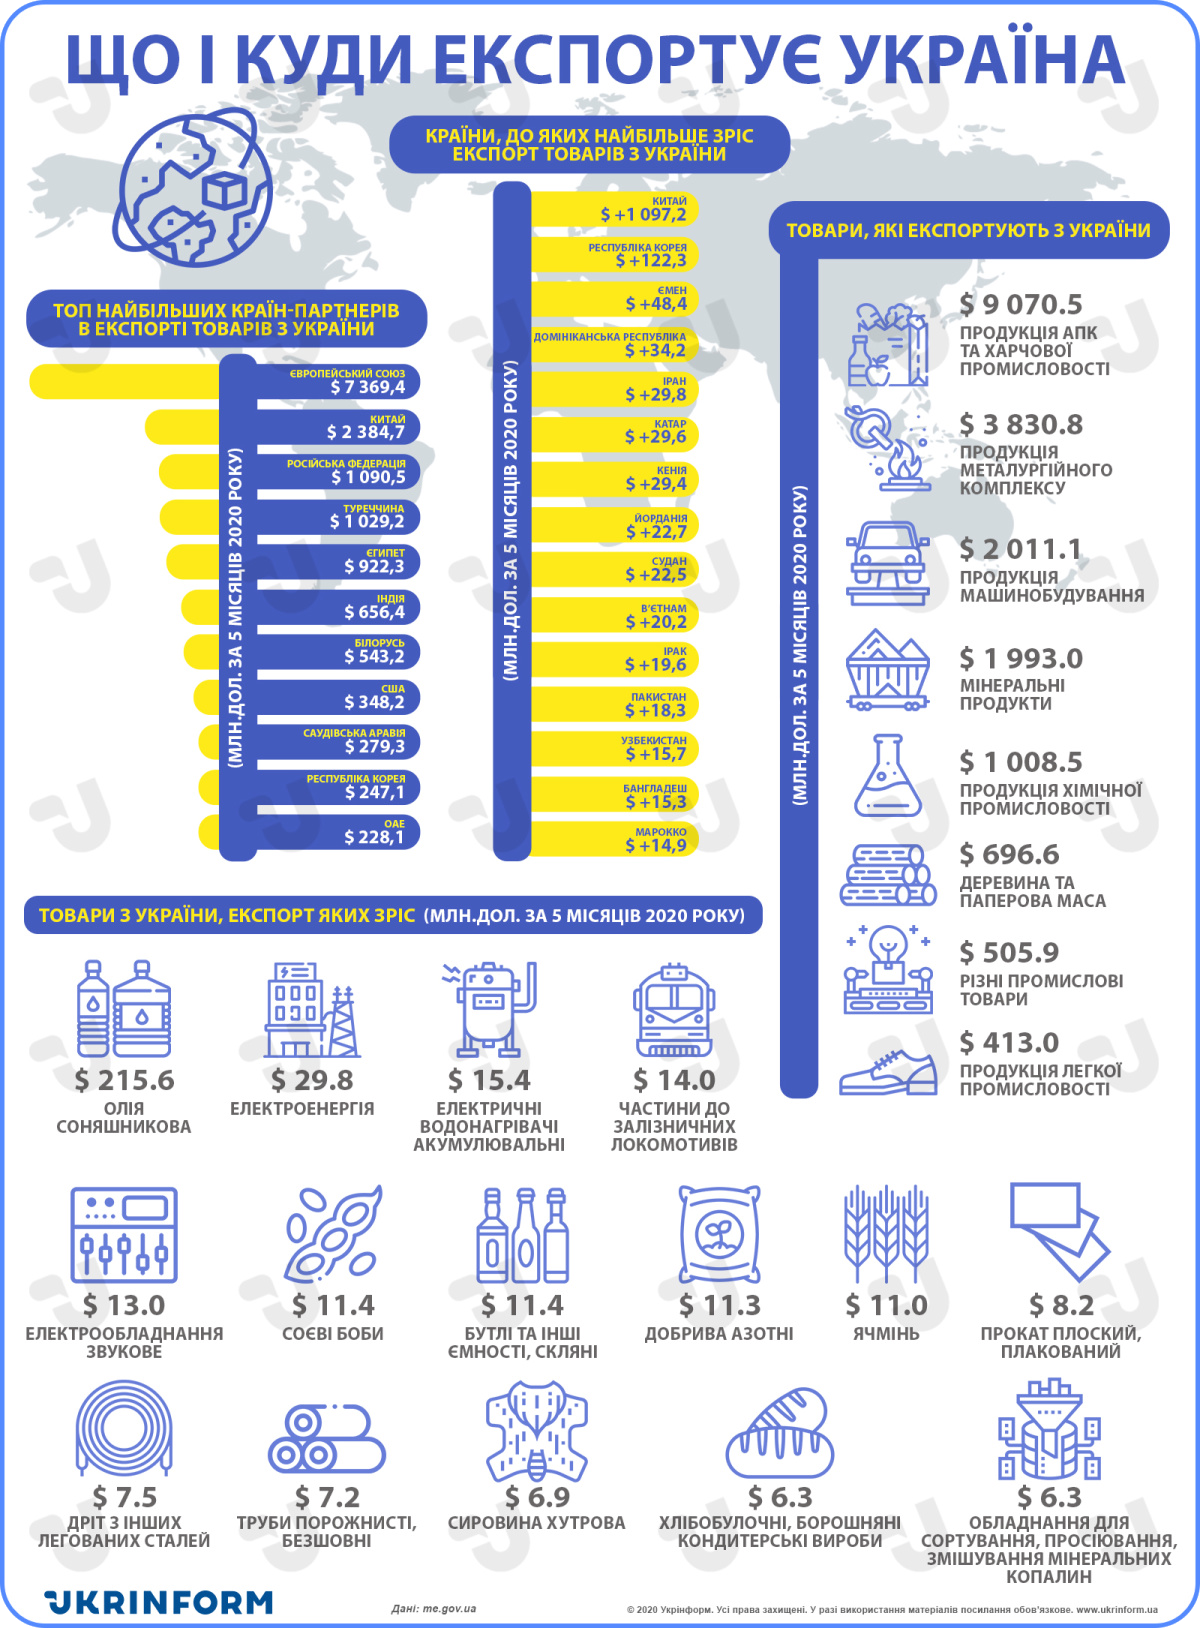 ЩО І КУДИ ЕКСПОРТУЄ УКРАЇНА
КРАЇНИ, ДО ЯКИХ НАЙБІЛЬШЕ ЗРІС
ЕКСПОРТ ТОВАРІВ З УКРАЇНИ
(МЛН.ДОЛ. ЗА 5 МІСЯЦІВ 2020 РОКУ)
КИТАЙ
$ +1 097,2
РЕСПУБЛІКА КОРЕЯ
$ +122,3
ЄМЕН
$ +48,4
ДОМІНІКАНСЬКА РЕСПУБЛІКА
$ +34,2
ІРАН
$ +29,8
КАТАР
$ +29,6
КЕНІЯ
$ +29,4
ЙОРДАНІЯ
$ +22,7
СУДАН
$ +22,5
В'ЄТНАМ
$ +20,2
ІРАК
$ +19,6
ПАКИСТАН
$ +18,3
УЗБЕКИСТАН
$ +15,7
БАНГЛАДЕШ
$ +15,3
МАРОККО
$ +14,9
ТОП НАЙБІЛЬШИХ КРАЇН-ПАРТНЕРІВ
В ЕКСПОРТІ ТОВАРІВ З УКРАЇНИ
(МЛН.ДОЛ. ЗА 5 МІСЯЦІВ 2020 РОКУ)
ЄВРОПЕЙСЬКИЙ СОЮЗ
$ 7 369,4
КИТАЙ
$ 2 384,7
РОСІЙСЬКА ФЕДЕРАЦІЯ
$ 1 090,5
ТУРЕЧЧИНА
$ 1 029,2
ЄГИПЕТ
$ 922,3
ІНДІЯ
$ 656,4
БІЛОРУСЬ
$ 543,2
США
$ 348,2
САУДІВСЬКА АРАВІЯ
$ 279,3
РЕСПУБЛІКА КОРЕЯ
$ 247,1
ОАЕ
$ 228,1
ТОВАРИ, ЯКІ ЕКСПОРТУЮТЬ З УКРАЇНИ
(МЛН.ДОЛ. ЗА 5 МІСЯЦІВ 2020 РОКУ)
$ 9 070.5
ПРОДУКЦІЯ АПК
ТА ХАРЧОВОЇ
ПРОМИСЛОВОСТІ
$ 3 830.8
ПРОДУКЦІЯ
МЕТАЛУРГІЙНОГО
КОМПЛЕКСУ
$ 2 011.1
ПРОДУКЦІЯ
МАШИНОБУДУВАННЯ
$ 1 993.0
МІНЕРАЛЬНІ
ПРОДУКТИ
$ 1 008.5
ПРОДУКЦІЯ ХІМІЧНОЇ
ПРОМИСЛОВОСТІ
$ 696.6
ДЕРЕВИНА ТА
ПАПЕРОВА МАСА
$ 505.9
РІЗНІ ПРОМИСЛОВІ
ТОВАРИ
$ 413.0
ПРОДУКЦІЯ ЛЕГКОЇ
ПРОМИСЛОВОСТІ
ТОВАРИ З УКРАЇНИ, ЕКСПОРТ ЯКИХ ЗРІС (МЛН.ДОЛ. ЗА 5 МІСЯЦІВ 2020 РОКУ)
$ 215.6
ОЛІЯ
СОНЯШНИКОВА
$ 29.8
ЕЛЕКТРОЕНЕРГІЯ
$ 15.4
ЕЛЕКТРИЧНІ
ВОДОНАГРІВАЧІ
АКУМУЛЮВАЛЬНІ
$ 14.0
ЧАСТИНИ ДО
ЗАЛІЗНИЧНИХ
ЛОКОМОТИВІВ
$ 13.0
ЕЛЕКТРООБЛАДНАННЯ
ЗВУКОВЕ
$ 11.4
СОЄВІ БОБИ
$ 11.4
БУТЛІ ТА ІНШІ
ЄМНОСТІ, СКЛЯНІ
$ 11.3
ДОБРИВА АЗОТНІ
$ 11.0
ЯЧМІНЬ
$ 8.2
ПРОКАТ ПЛОСКИЙ,
ПЛАКОВАНИЙ
$ 7.5
ДРІТ З ІНШИХ
ЛЕГОВАНИХ СТАЛЕЙ
$ 7.2
ТРУБИ ПОРОЖНИСТІ,
БЕЗШОВНІ
$ 6.9
СИРОВИНА ХУТРОВА
$ 6.3
ХЛІБОБУЛОЧНІ, БОРОШНЯНІ
КОНДИТЕРСЬКІ ВИРОБИ
$ 6.3
ОБЛАДНАННЯ ДЛЯ
СОРТУВАННЯ, ПРОСІЮВАННЯ,
ЗМІШУВАННЯ МІНЕРАЛЬНИХ
КОПАЛИН
UKRINFORM
Дані: me.gov.ua
© 2020 Укрінформ. Усі права захищені. У разі використання матеріалів посилання обов'язкове. www.ukrinform.ua